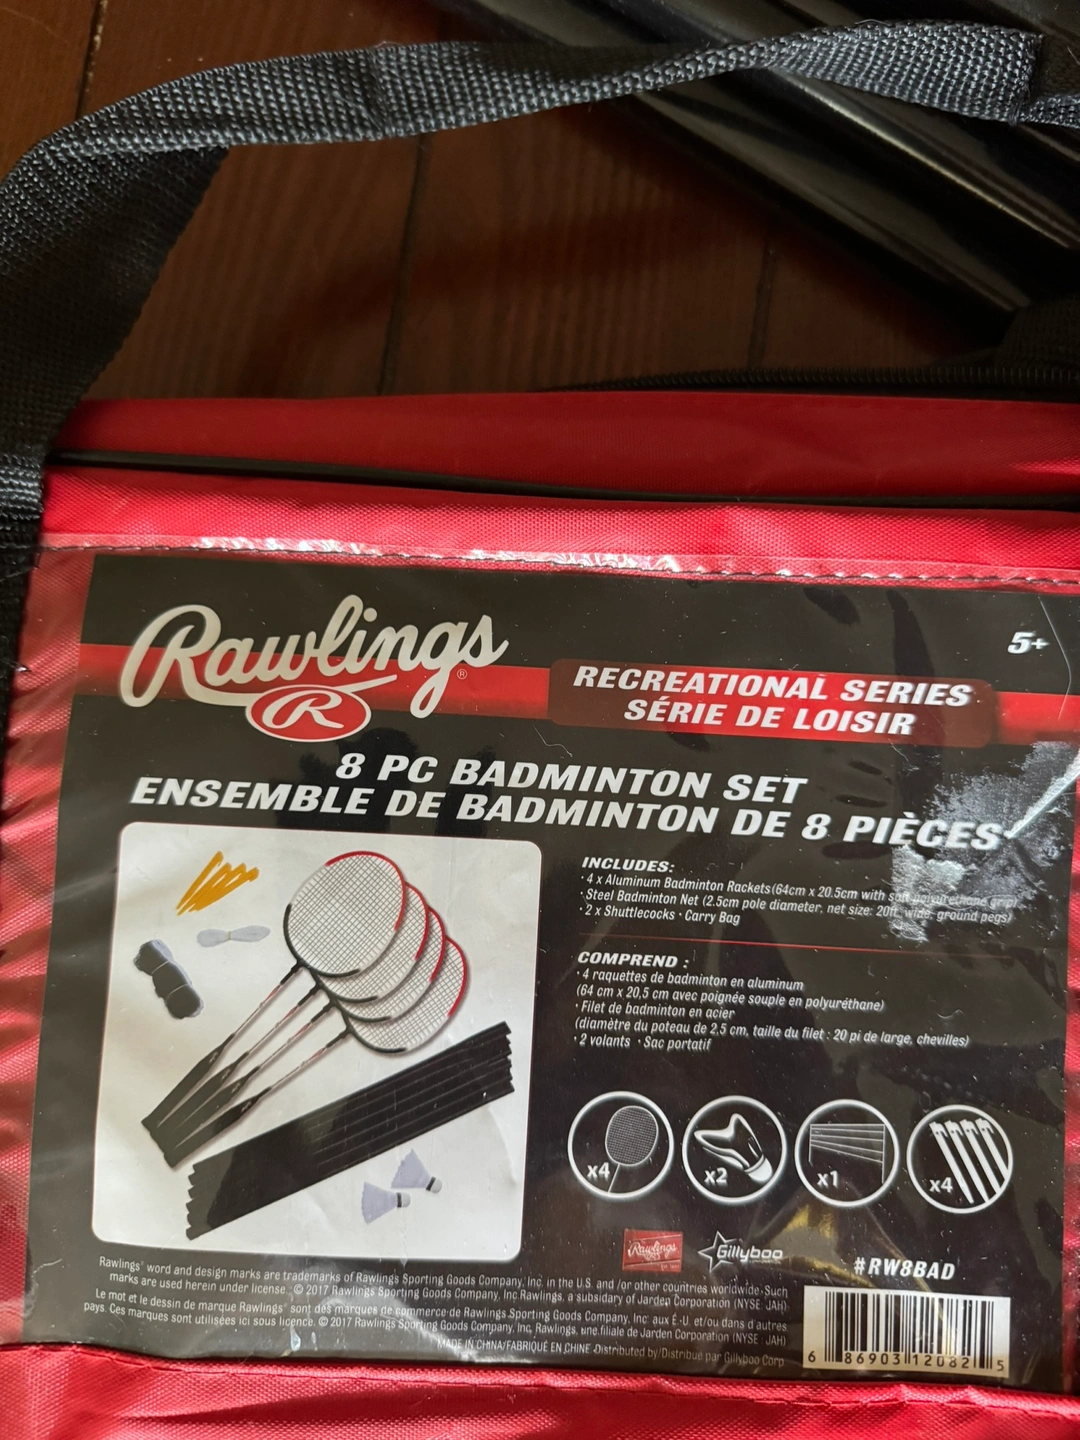 Rawlings®
R
5+
RECREATIONAL SERIES
SÉRIE DE LOISIR
8 PC BADMINTON SET
ENSEMBLE DE BADMINTON DE 8 PIÈCES
INCLUDES:
· 4 x Aluminum Badminton Rackets (64cm x 20.5cm with soft polyurethane grip)
· Steel Badminton Net (2.5cm pole diameter, net size: 20ft. wide, ground pegs)
· 2 x Shuttlecocks · Carry Bag
COMPREND :
· 4 raquettes de badminton en aluminum
(64 cm x 20,5 cm avec poignée souple en polyuréthane)
· Filet de badminton en acier
(diamètre du poteau de 2,5 cm, taille du filet : 20 pi de large, chevilles)
· 2 volants · Sac portatif
x4
x2
x1
x4
Rawlings
Gillyboo
#RW8BAD
Rawlings® word and design marks are trademarks of Rawlings Sporting Goods Company, Inc. in the U.S. and /or other countries worldwide. Such
marks are used herein under license. © 2017 Rawlings Sporting Goods Company, Inc. Rawlings, a subsidiary of Jarden Corporation (NYSE: JAH)
Le mot et le dessin de marque Rawlings® sont des marques de commerce de Rawlings Sporting Goods Company, Inc. aux É.-U. et/ou dans d'autres
pays. Ces marques sont utilisées ici sous licence. © 2017 Rawlings Sporting Goods Company, Inc. Rawlings, une filiale de Jarden Corporation (NYSE: JAH)
MADE IN CHINA/FABRIQUÉ EN CHINE Distributed by/Distribué par Gillyboo Corp
6 86903 12082 5